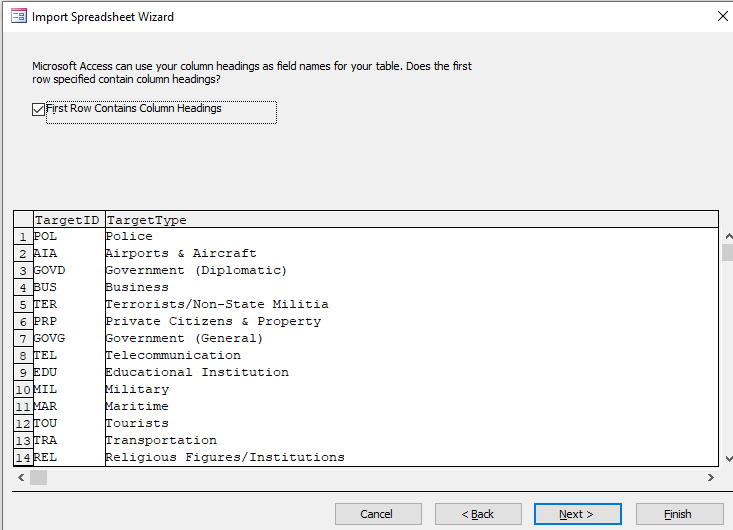 Import Spreadsheet Wizard
Microsoft Access can use your column headings as field names for your table. Does the first
row specified contain column headings?
First Row Contains Column Headings
TargetID TargetType
1 POL Police
2 AIA Airports & Aircraft
3 GOVD Government (Diplomatic)
4 BUS Business
5 TER Terrorists/Non-State Militia
6 PRP Private Citizens & Property
7 GOVG Government (General)
8 TEL Telecommunication
9 EDU Educational Institution
10 MIL Military
11 MAR Maritime
12 TOU Tourists
13 TRA Transportation
14 REL Religious Figures/Institutions
Cancel < Back Next > Finish